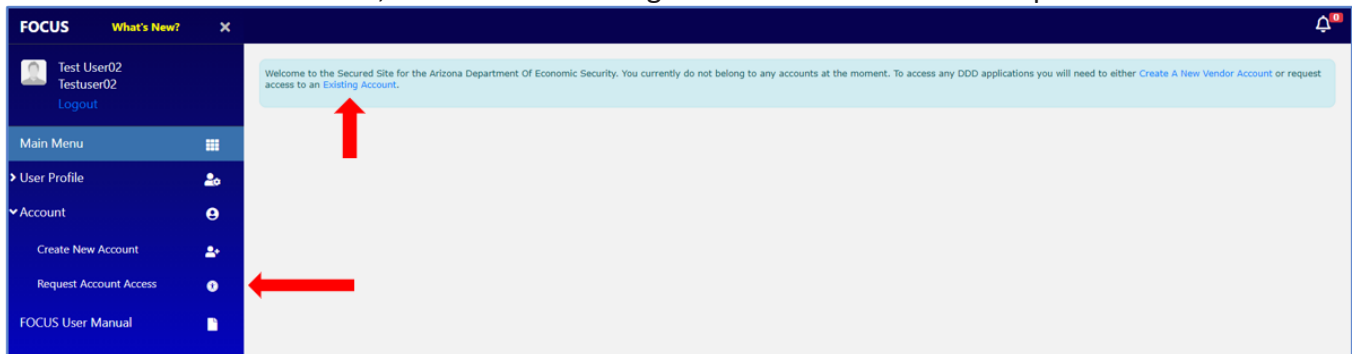 FOCUS What's New? ×
0
Test User02
Testuser02
Logout
Welcome to the Secured Site for the Arizona Department Of Economic Security. You currently do not belong to any accounts at the moment. To access any DDD applications you will need to either Create A New Vendor Account or request
access to an Existing Account.
Main Menu
User Profile
Account
Create New Account
Request Account Access
FOCUS User Manual